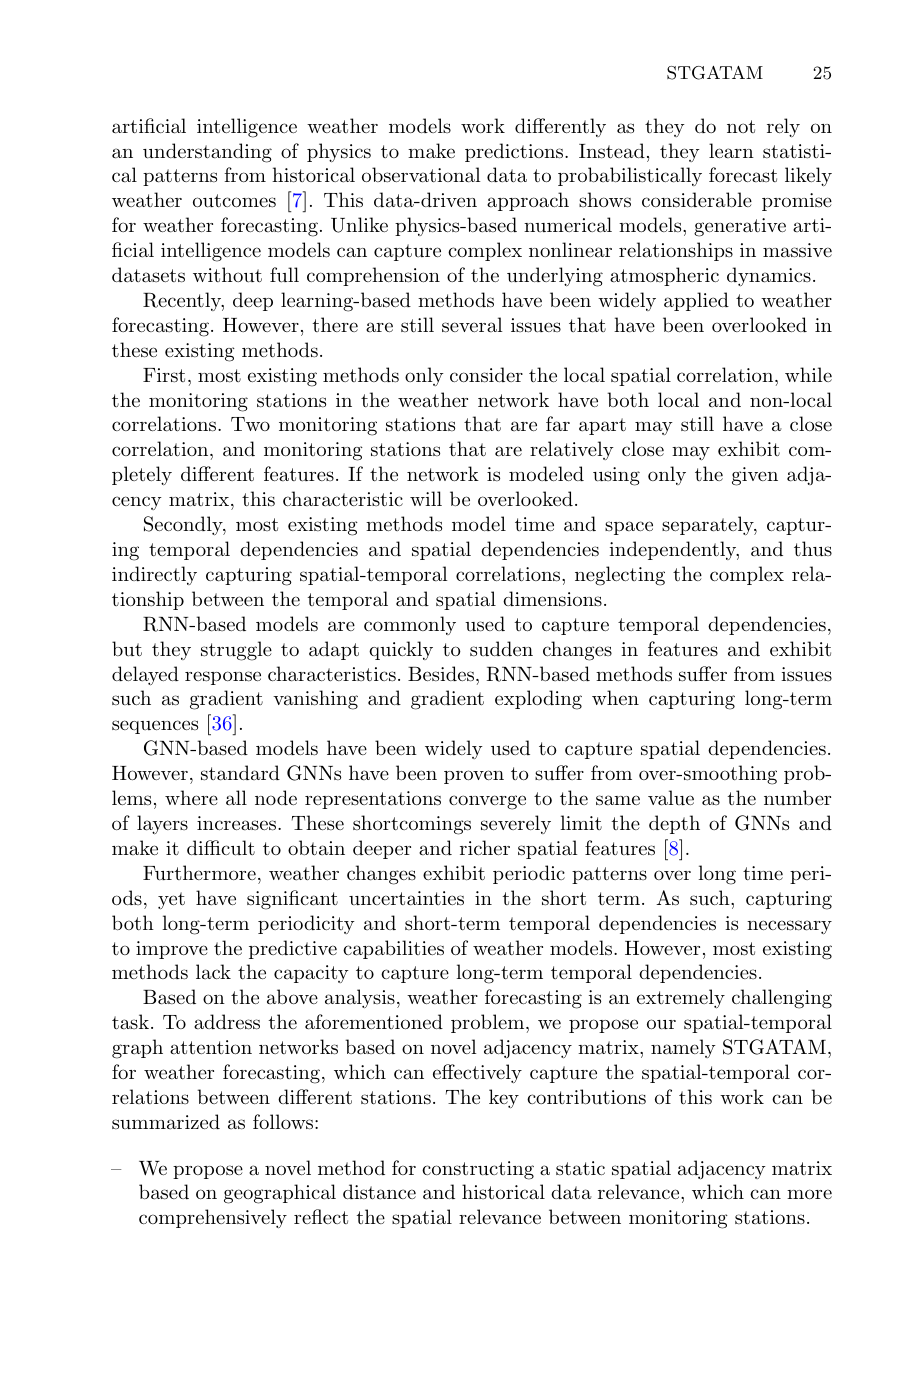 STGATAM 25
artificial intelligence weather models work differently as they do not rely on
an understanding of physics to make predictions. Instead, they learn statisti-
cal patterns from historical observational data to probabilistically forecast likely
weather outcomes [7]. This data-driven approach shows considerable promise
for weather forecasting. Unlike physics-based numerical models, generative arti-
ficial intelligence models can capture complex nonlinear relationships in massive
datasets without full comprehension of the underlying atmospheric dynamics.
Recently, deep learning-based methods have been widely applied to weather
forecasting. However, there are still several issues that have been overlooked in
these existing methods.
First, most existing methods only consider the local spatial correlation, while
the monitoring stations in the weather network have both local and non-local
correlations. Two monitoring stations that are far apart may still have a close
correlation, and monitoring stations that are relatively close may exhibit com-
pletely different features. If the network is modeled using only the given adja-
cency matrix, this characteristic will be overlooked.
Secondly, most existing methods model time and space separately, captur-
ing temporal dependencies and spatial dependencies independently, and thus
indirectly capturing spatial-temporal correlations, neglecting the complex rela-
tionship between the temporal and spatial dimensions.
RNN-based models are commonly used to capture temporal dependencies,
but they struggle to adapt quickly to sudden changes in features and exhibit
delayed response characteristics. Besides, RNN-based methods suffer from issues
such as gradient vanishing and gradient exploding when capturing long-term
sequences [36].
GNN-based models have been widely used to capture spatial dependencies.
However, standard GNNs have been proven to suffer from over-smoothing prob-
lems, where all node representations converge to the same value as the number
of layers increases. These shortcomings severely limit the depth of GNNs and
make it difficult to obtain deeper and richer spatial features [8].
Furthermore, weather changes exhibit periodic patterns over long time peri-
ods, yet have significant uncertainties in the short term. As such, capturing
both long-term periodicity and short-term temporal dependencies is necessary
to improve the predictive capabilities of weather models. However, most existing
methods lack the capacity to capture long-term temporal dependencies.
Based on the above analysis, weather forecasting is an extremely challenging
task. To address the aforementioned problem, we propose our spatial-temporal
graph attention networks based on novel adjacency matrix, namely STGATAM,
for weather forecasting, which can effectively capture the spatial-temporal cor-
relations between different stations. The key contributions of this work can be
summarized as follows:
– We propose a novel method for constructing a static spatial adjacency matrix
based on geographical distance and historical data relevance, which can more
comprehensively reflect the spatial relevance between monitoring stations.